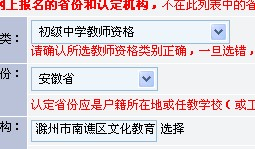 网上报名的省份和认定机构，不在此列表中的省
类： 初级中学教师资格
请确认所选教师资格类别正确，一旦选错，
份： 安徽省
认定省份应是户籍所在地或任教学校（或工
构： 滁州市南谯区文化教育 选择